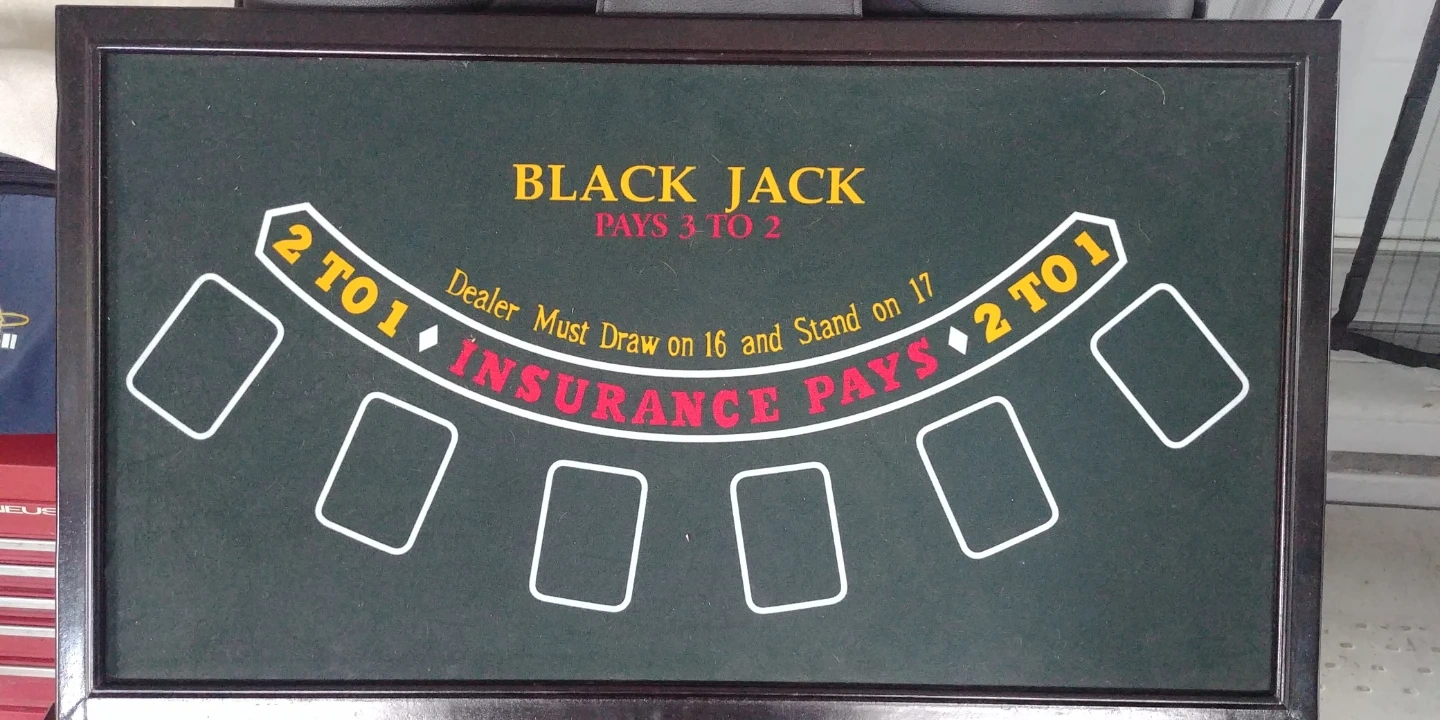 BLACK JACK
PAYS 3 TO 2
Dealer Must Draw on 16 and Stand on 17
2 TO 1 INSURANCE PAYS 2 TO 1